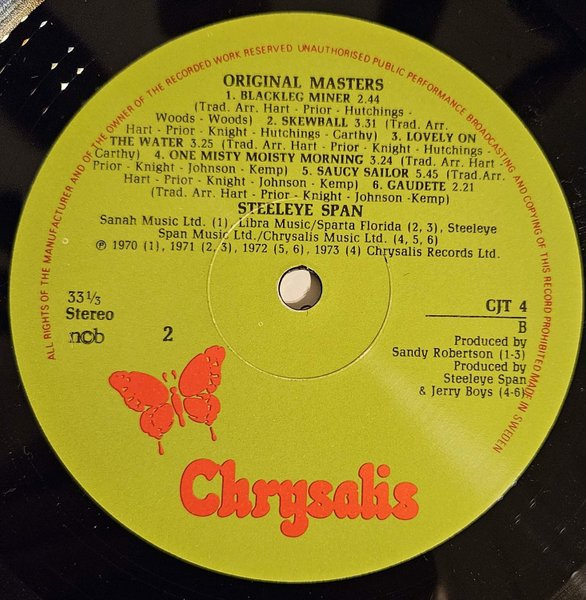 ALL RIGHTS OF THE MANUFACTURER AND OF THE OWNER OF THE RECORDED WORK RESERVED UNAUTHORISED PUBLIC PERFORMANCE BROADCASTING AND COPYING OF THIS RECORD PROHIBITED MADE IN SWEDEN
ORIGINAL MASTERS
1. BLACKLEG MINER 2.44
(Trad. Arr. Hart - Prior - Hutchings -
Woods - Woods) 2. SKEWBALL 3.31 (Trad. Arr.
Hart - Prior - Knight - Hutchings - Carthy) 3. LOVELY ON
THE WATER 3.25 (Trad. Arr. Hart - Prior - Knight - Hutchings -
Carthy) 4. ONE MISTY MOISTY MORNING 3.24 (Trad. Arr. Hart -
Prior - Knight - Johnson - Kemp) 5. SAUCY SAILOR 5.45 (Trad.Arr.
Hart - Prior - Knight - Johnson - Kemp) 6. GAUDETE 2.21
(Trad. Arr. Hart - Prior - Knight - Johnson -Kemp)
STEELEYE SPAN
Sanah Music Ltd. (1) Libra Music/Sparta Florida (2, 3), Steeleye
Span Music Ltd./Chrysalis Music Ltd. (4, 5, 6)
℗ 1970 (1), 1971 (2, 3), 1972 (5, 6), 1973 (4) Chrysalis Records Ltd.
33 1/3
Stereo
ncb
2
CJT 4
B
Produced by
Sandy Robertson (1-3)
Produced by
Steeleye Span
& Jerry Boys (4-6)
Chrysalis